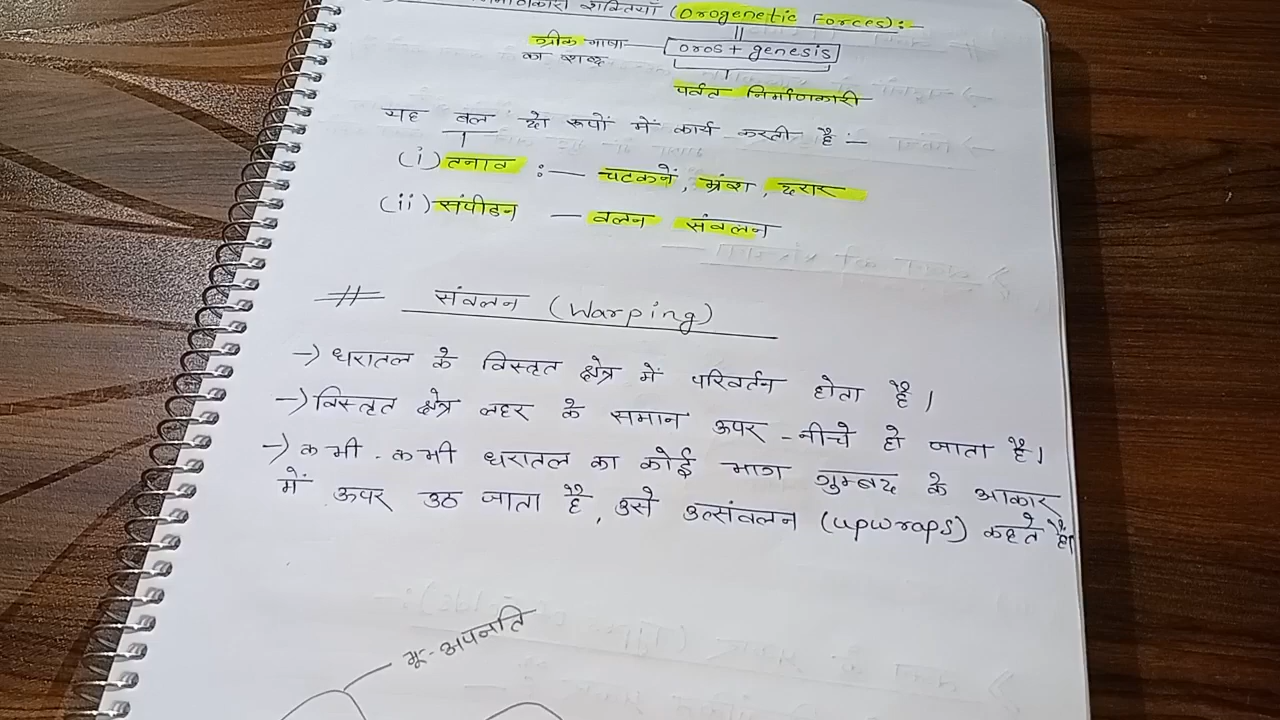 शक्तियाँ (Orogenetic Forces):-
ग्रीक भाषा का शब्द — oros + genesis
पर्वत निर्माणकारी
यह बल दो रूपों में कार्य करती है —
(i) तनाव :— चटकनें, भ्रंश, दरार
(ii) संपीडन — वलन संवलन
संवलन (Warping)
→ धरातल के विस्तृत क्षेत्र में परिवर्तन होता है।
→ विस्तृत क्षेत्र लहर के समान ऊपर-नीचे हो जाता है।
→ कभी-कभी धरातल का कोई भाग गुम्बद के आकार
में ऊपर उठ जाता है, उसे उत्संवलन (upwraps) कहते हैं।
भू-अपनति